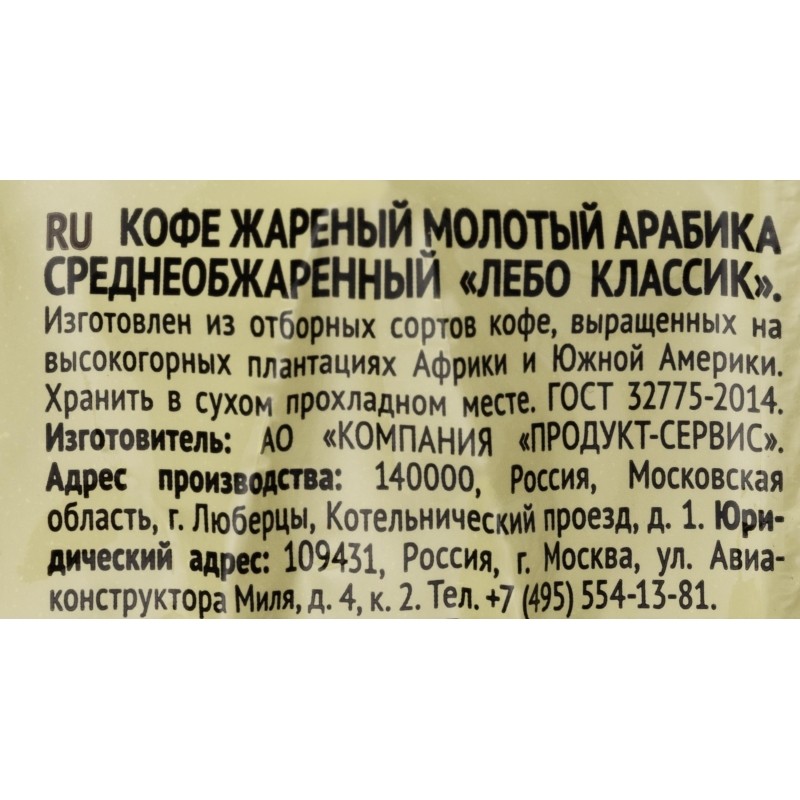 RU КОФЕ ЖАРЕНЫЙ МОЛОТЫЙ АРАБИКА
СРЕДНЕОБЖАРЕННЫЙ «ЛЕБО КЛАССИК».
Изготовлен из отборных сортов кофе, выращенных на
высокогорных плантациях Африки и Южной Америки.
Хранить в сухом прохладном месте. ГОСТ 32775-2014.
Изготовитель: АО «КОМПАНИЯ «ПРОДУКТ-СЕРВИС».
Адрес производства: 140000, Россия, Московская
область, г. Люберцы, Котельнический проезд, д. 1. Юри-
дический адрес: 109431, Россия, г. Москва, ул. Авиа-
конструктора Миля, д. 4, к. 2. Тел. +7 (495) 554-13-81.